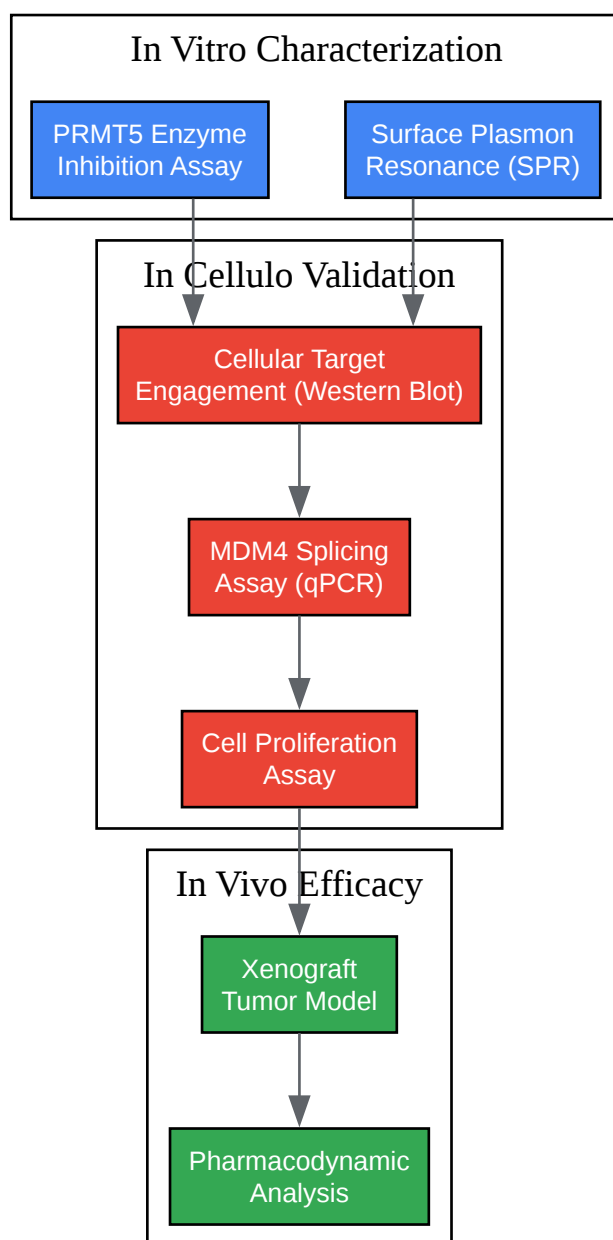 In Vitro Characterization
PRMT5 Enzyme
Inhibition Assay
Surface Plasmon
Resonance (SPR)
In Cellulo Validation
Cellular Target
Engagement (Western Blot)
MDM4 Splicing
Assay (qPCR)
Cell Proliferation
Assay
In Vivo Efficacy
Xenograft
Tumor Model
Pharmacodynamic
Analysis